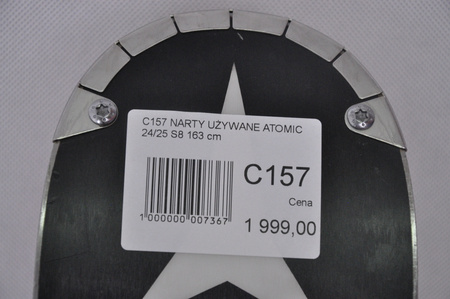 C157 NARTY UŻYWANE ATOMIC
24/25 S8 163 cm
C157
Cena
1 999,00
1 000000 007367